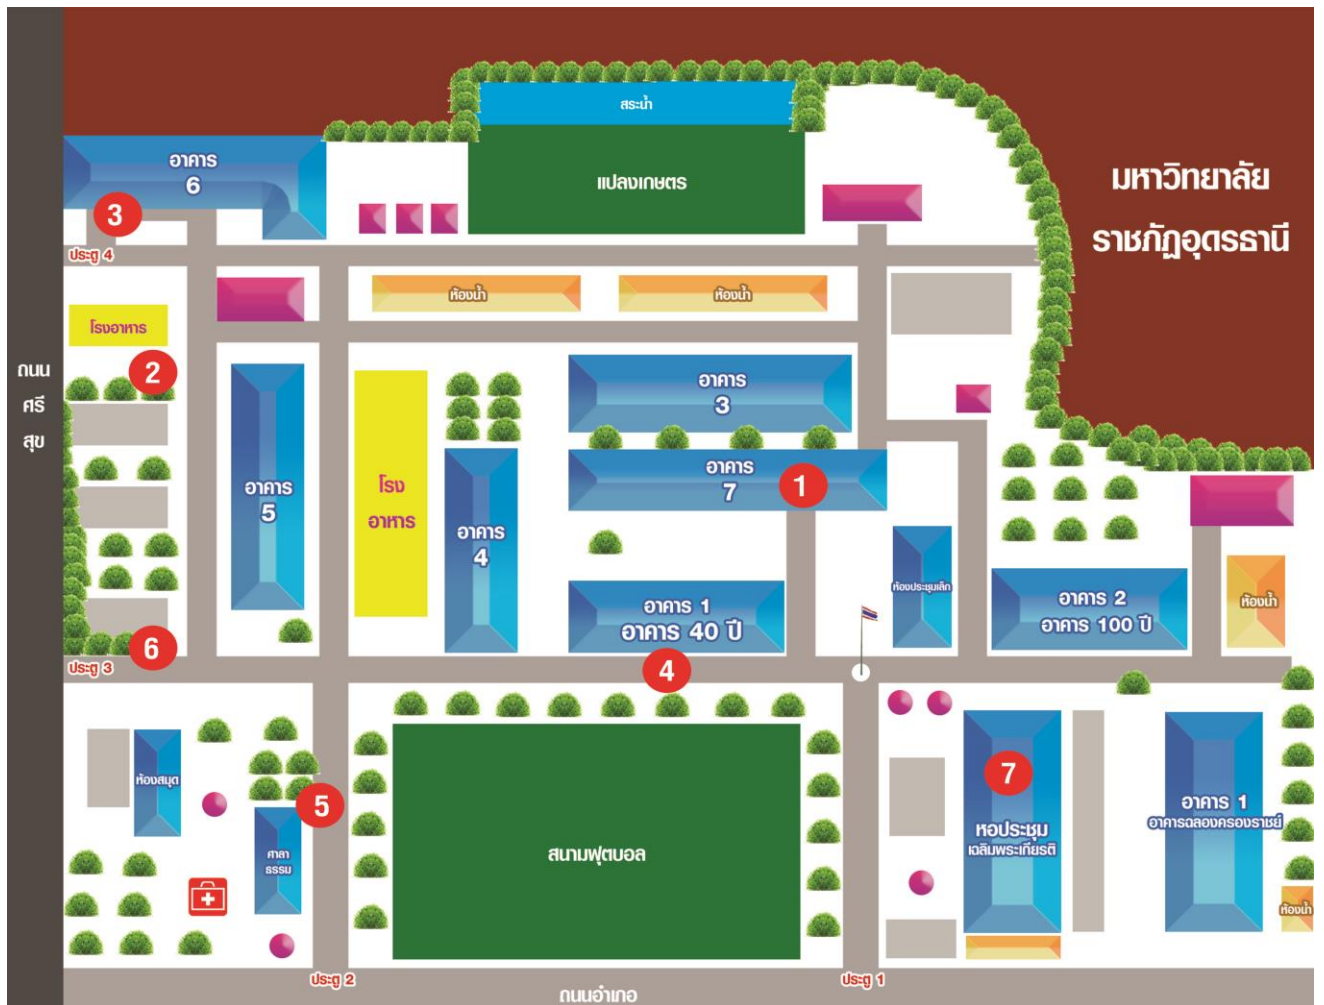 สระน้ำ
แปลงเกษตร
อาคาร
6
3
ประตู 4
มหาวิทยาลัย
ราชภัฏอุดรธานี
ห้องน้ำ
ห้องน้ำ
โรงอาหาร
2
ถนน
ศรี
สุข
อาคาร
3
อาคาร
7
1
อาคาร
5
โรง
อาหาร
อาคาร
4
อาคาร 1
อาคาร 40 ปี
ห้องประชุมเล็ก
อาคาร 2
อาคาร 100 ปี
ห้องน้ำ
6
ประตู 3
4
ห้องสมุด
5
ศาลา
ธรรม
สนามฟุตบอล
7
หอประชุม
เฉลิมพระเกียรติ
อาคาร 1
อาคารฉลองครองราชย์
ห้องน้ำ
ประตู 2
ประตู 1
ถนนอำเภอ